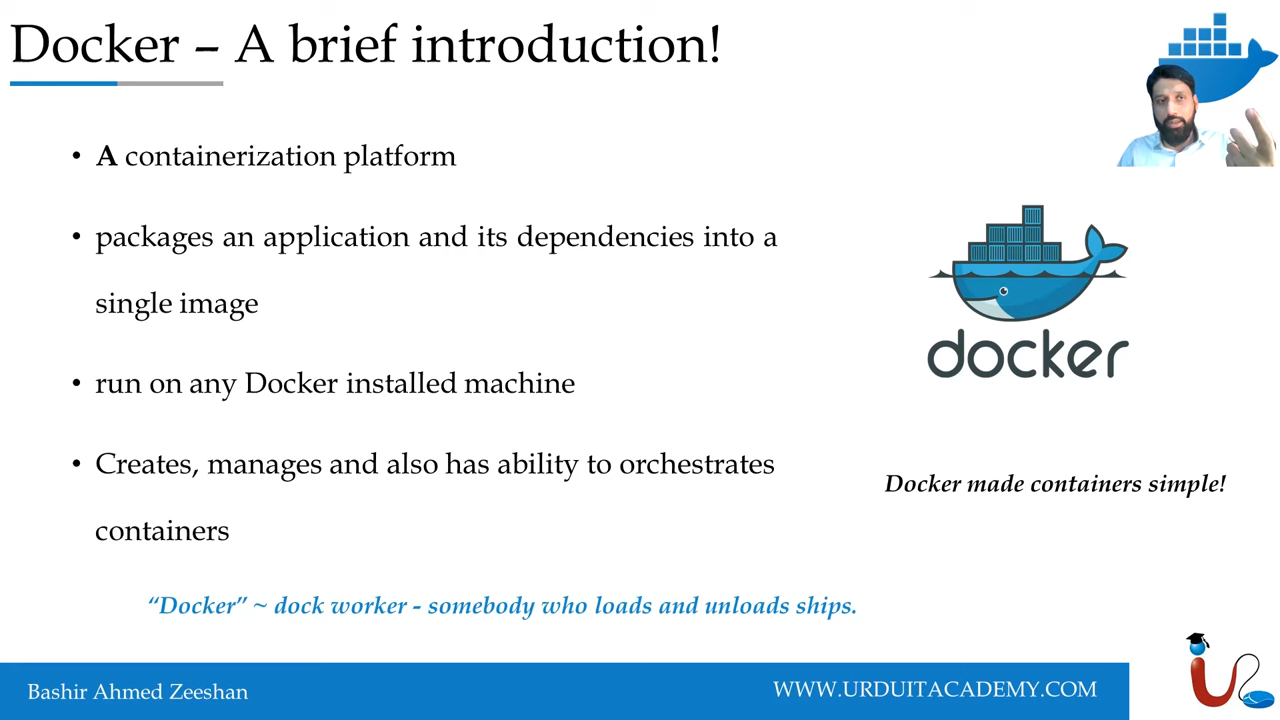 Docker – A brief introduction!
• A containerization platform
• packages an application and its dependencies into a
single image
• run on any Docker installed machine
• Creates, manages and also has ability to orchestrates
containers
docker
Docker made containers simple!
“Docker” ~ dock worker - somebody who loads and unloads ships.
Bashir Ahmed Zeeshan
WWW.URDUITACADEMY.COM